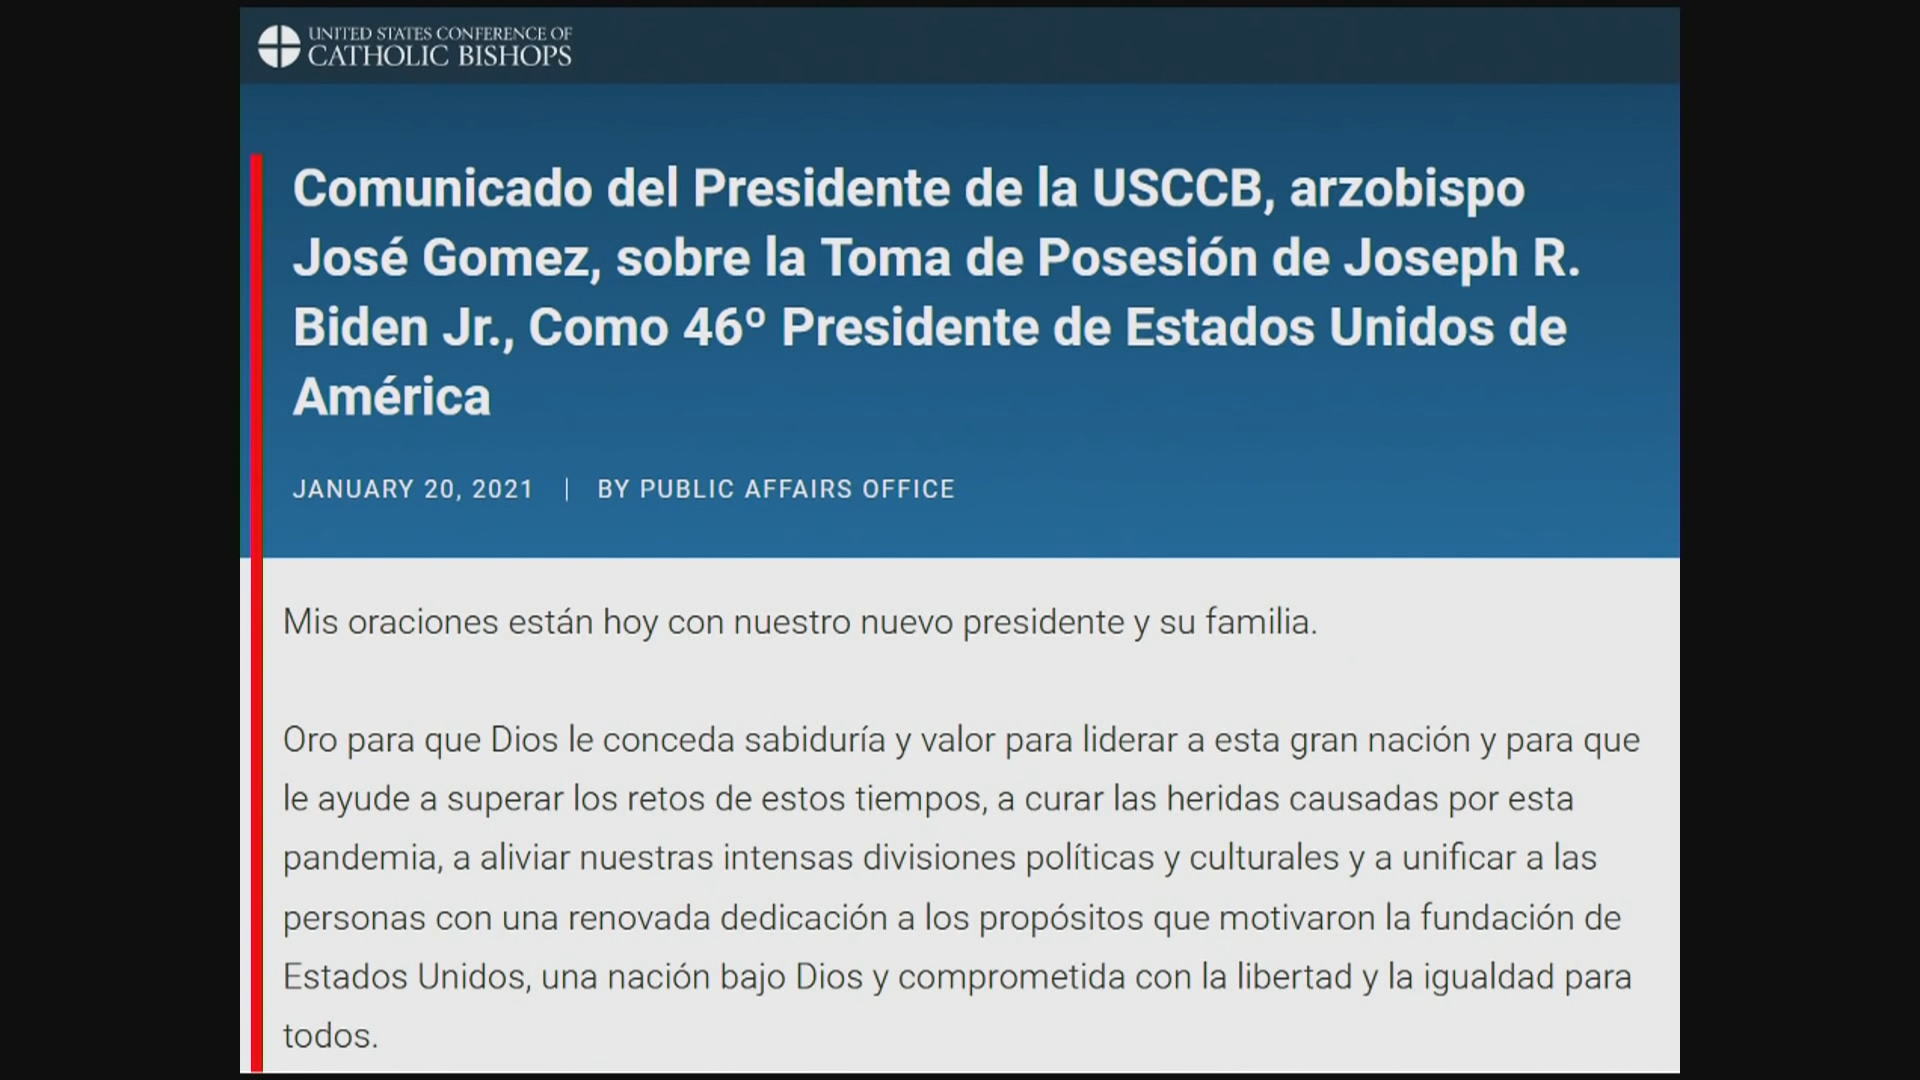 UNITED STATES CONFERENCE OF
CATHOLIC BISHOPS
Comunicado del Presidente de la USCCB, arzobispo
José Gomez, sobre la Toma de Posesión de Joseph R.
Biden Jr., Como 46º Presidente de Estados Unidos de
América
JANUARY 20, 2021 | BY PUBLIC AFFAIRS OFFICE
Mis oraciones están hoy con nuestro nuevo presidente y su familia.
Oro para que Dios le conceda sabiduría y valor para liderar a esta gran nación y para que
le ayude a superar los retos de estos tiempos, a curar las heridas causadas por esta
pandemia, a aliviar nuestras intensas divisiones políticas y culturales y a unificar a las
personas con una renovada dedicación a los propósitos que motivaron la fundación de
Estados Unidos, una nación bajo Dios y comprometida con la libertad y la igualdad para
todos.